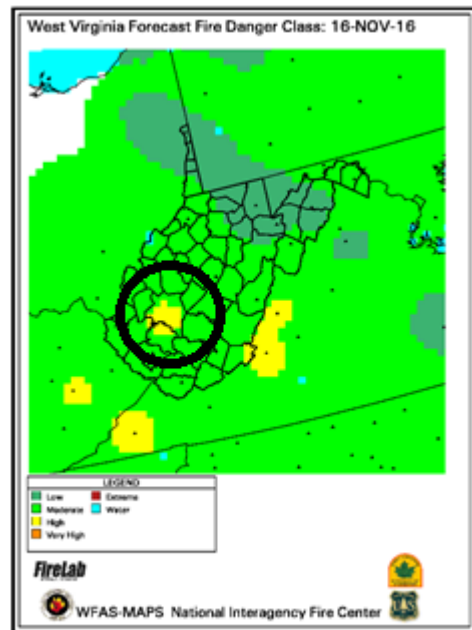 West Virginia Forecast Fire Danger Class: 16-NOV-16
LEGEND
Low
Extreme
Moderate
Water
High
Very High
FireLab
WFAS-MAPS National Interagency Fire Center